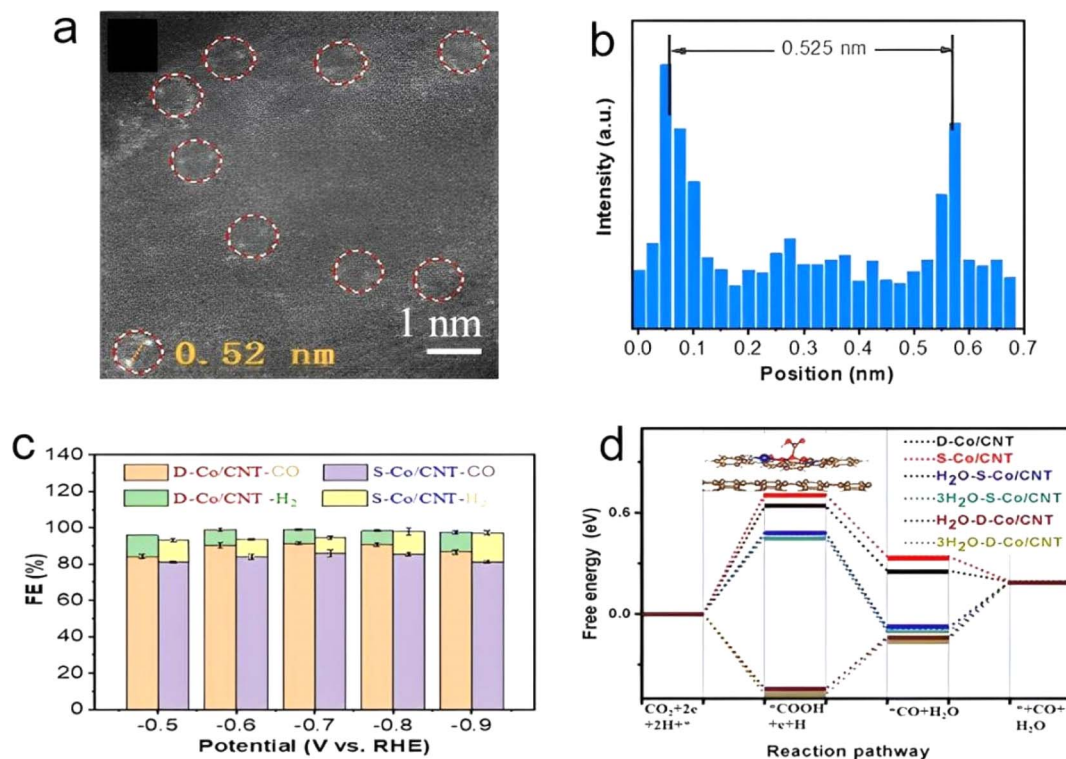 a
0.52 nm
1 nm
b
0.525 nm
Intensity (a.u.)
0.0 0.1 0.2 0.3 0.4 0.5 0.6 0.7
Position (nm)
c
140
120
100
80
60
40
20
0
FE (%)
D-Co/CNT-CO S-Co/CNT-CO
D-Co/CNT-H₂ S-Co/CNT-H₂
-0.5 -0.6 -0.7 -0.8 -0.9
Potential (V vs. RHE)
d
0.6
0.0
Free energy (eV)
D-Co/CNT
S-Co/CNT
H₂O-S-Co/CNT
3H₂O-S-Co/CNT
H₂O-D-Co/CNT
3H₂O-D-Co/CNT
CO₂+2e *COOH *CO+H₂O *+CO+
+2H+* +e+H H₂O
Reaction pathway